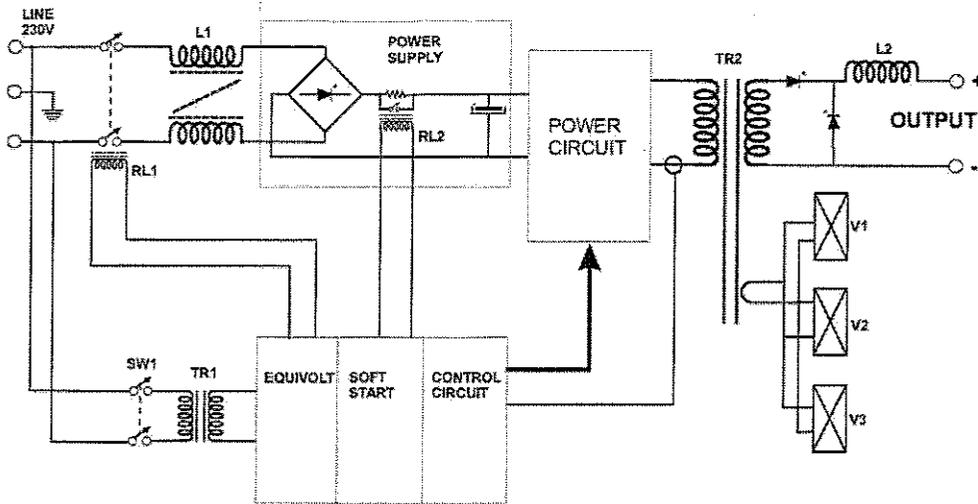 LINE
230V
L1
POWER
SUPPLY
TR2
L2
+
OUTPUT
-
POWER
CIRCUIT
RL2
RL1
V1
V2
V3
SW1
TR1
EQUIVOLT
SOFT
START
CONTROL
CIRCUIT